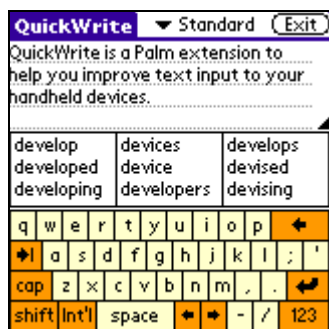 QuickWrite ▼ Standard Exit
QuickWrite is a Palm extension to
help you improve text input to your
handheld devices.
develop devices develops
developed device devised
developing developers devising
q w e r t y u i o p ←
→| a s d f g h j k l ; '
cap z x c v b n m , . ↵
shift Int'l space ← → - / 123